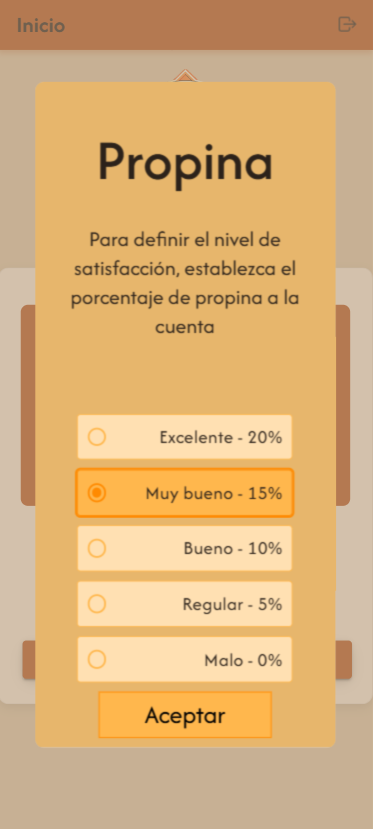 Inicio
Propina
Para definir el nivel de
satisfacción, establezca el
porcentaje de propina a la
cuenta
Excelente - 20%
Muy bueno - 15%
Bueno - 10%
Regular - 5%
Malo - 0%
Aceptar